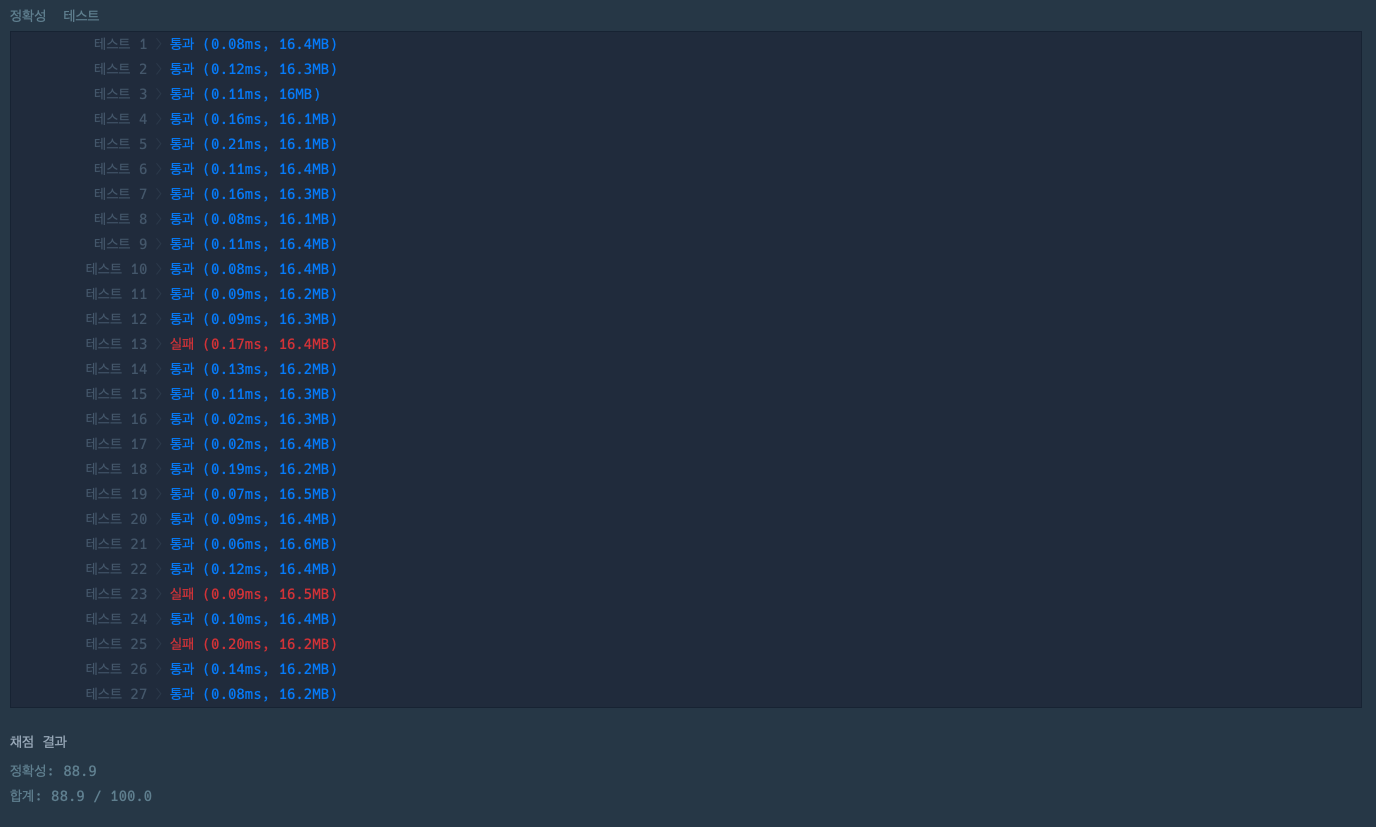 정확성 테스트
테스트 1 > 통과 (0.08ms, 16.4MB)
테스트 2 > 통과 (0.12ms, 16.3MB)
테스트 3 > 통과 (0.11ms, 16MB)
테스트 4 > 통과 (0.16ms, 16.1MB)
테스트 5 > 통과 (0.21ms, 16.1MB)
테스트 6 > 통과 (0.11ms, 16.4MB)
테스트 7 > 통과 (0.16ms, 16.3MB)
테스트 8 > 통과 (0.08ms, 16.1MB)
테스트 9 > 통과 (0.11ms, 16.4MB)
테스트 10 > 통과 (0.08ms, 16.4MB)
테스트 11 > 통과 (0.09ms, 16.2MB)
테스트 12 > 통과 (0.09ms, 16.3MB)
테스트 13 > 실패 (0.17ms, 16.4MB)
테스트 14 > 통과 (0.13ms, 16.2MB)
테스트 15 > 통과 (0.11ms, 16.3MB)
테스트 16 > 통과 (0.02ms, 16.3MB)
테스트 17 > 통과 (0.02ms, 16.4MB)
테스트 18 > 통과 (0.19ms, 16.2MB)
테스트 19 > 통과 (0.07ms, 16.5MB)
테스트 20 > 통과 (0.09ms, 16.4MB)
테스트 21 > 통과 (0.06ms, 16.6MB)
테스트 22 > 통과 (0.12ms, 16.4MB)
테스트 23 > 실패 (0.09ms, 16.5MB)
테스트 24 > 통과 (0.10ms, 16.4MB)
테스트 25 > 실패 (0.20ms, 16.2MB)
테스트 26 > 통과 (0.14ms, 16.2MB)
테스트 27 > 통과 (0.08ms, 16.2MB)
채점 결과
정확성: 88.9
합계: 88.9 / 100.0